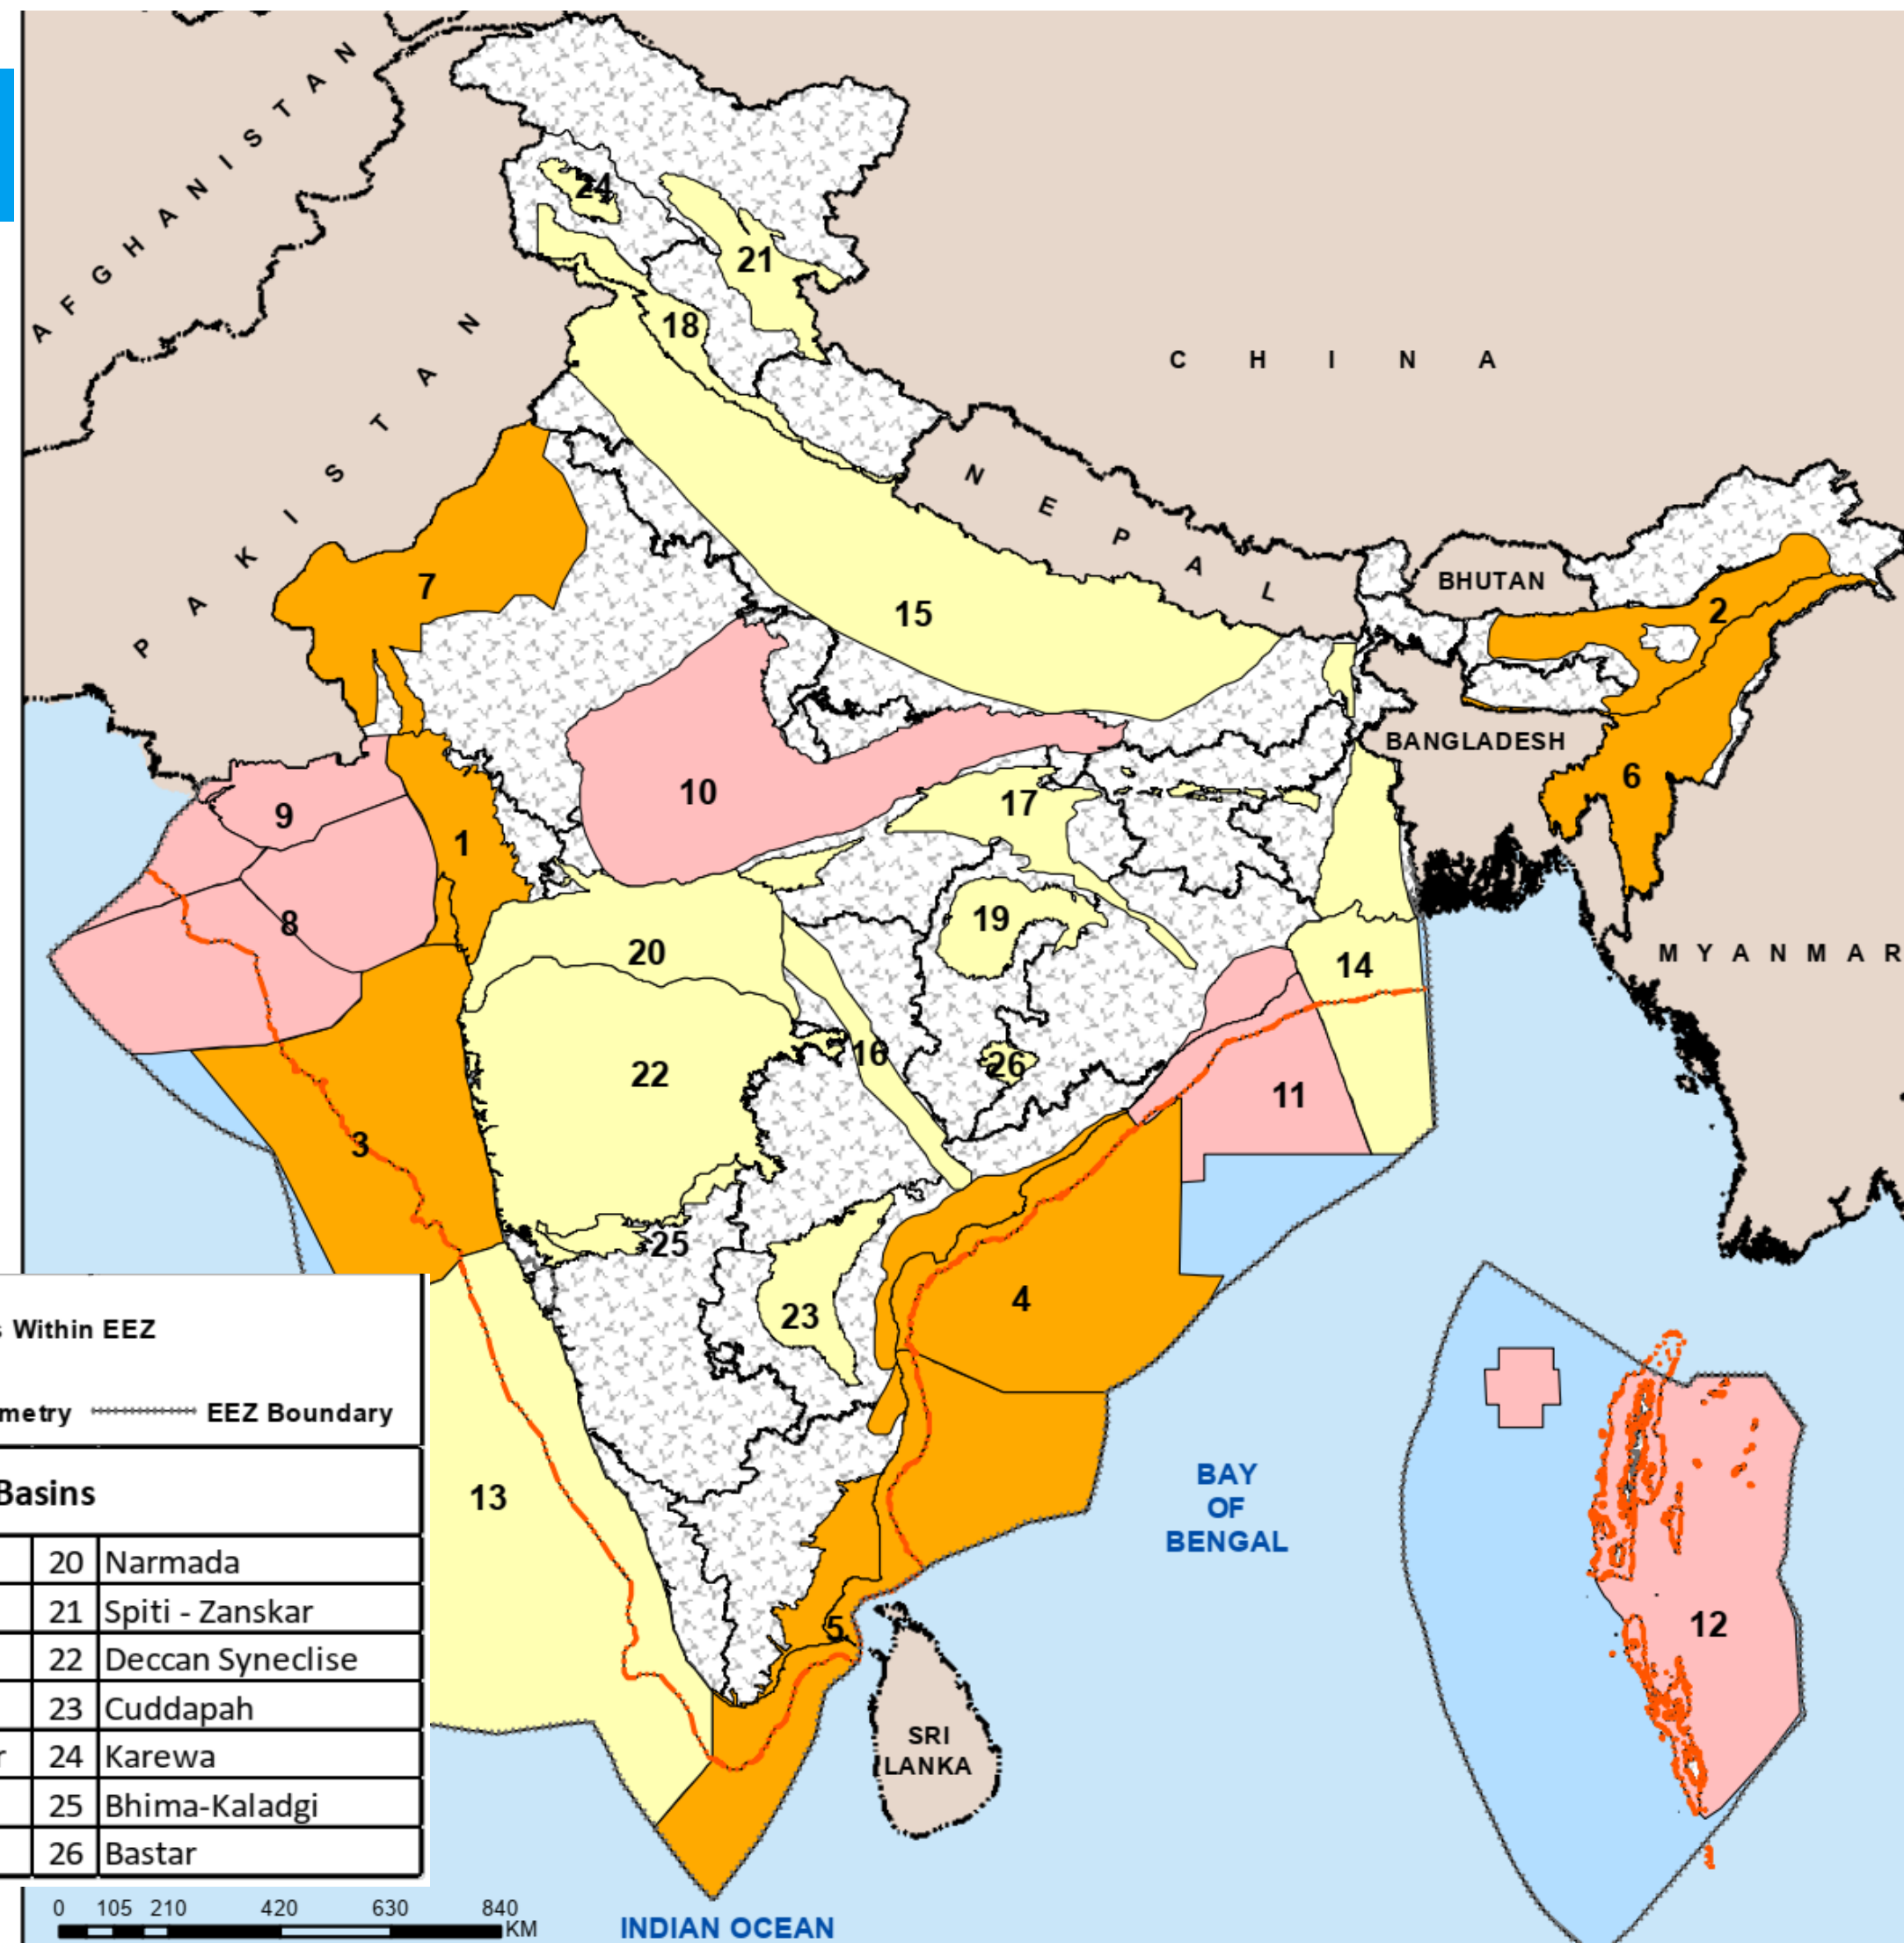 AFGHANISTAN
PAKISTAN
CHINA
NEPAL
BHUTAN
BANGLADESH
MYANMAR
24
21
18
7
15
2
6
10
9
1
17
8
19
20
14
16
22
26
11
3
25
4
23
13
5
12
BAY
OF
BENGAL
SRI
LANKA
INDIAN OCEAN
Within EEZ
metry EEZ Boundary
Basins
20 Narmada
21 Spiti - Zanskar
22 Deccan Syneclise
23 Cuddapah
r 24 Karewa
25 Bhima-Kaladgi
26 Bastar
0 105 210 420 630 840
KM